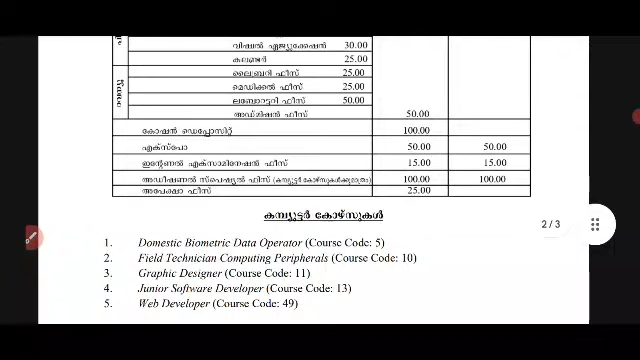 വിഷ്വൽ ഏജ്യുക്കേഷൻ 30.00
കലണ്ടർ 25.00
ലൈബ്രറി ഫീസ് 25.00
മെഡിക്കൽ ഫീസ് 25.00
ലബോറട്ടറി ഫീസ് 50.00
അഡ്മിഷൻ ഫീസ് 50.00
കോഷൻ ഡെപ്പോസിറ്റ് 100.00
എക്സ്പോ 50.00 50.00
ഇന്റേണൽ എക്സാമിനേഷൻ ഫീസ് 15.00 15.00
അഡീഷണൽ സ്പെഷ്യൽ ഫീസ് (കമ്പ്യൂട്ടർ കോഴ്സുകൾക്കുമാത്രം) 100.00 100.00
അപേക്ഷാ ഫീസ് 25.00
കമ്പ്യൂട്ടർ കോഴ്സുകൾ
2/3
1. Domestic Biometric Data Operator (Course Code: 5)
2. Field Technician Computing Peripherals (Course Code: 10)
3. Graphic Designer (Course Code: 11)
4. Junior Software Developer (Course Code: 13)
5. Web Developer (Course Code: 49)